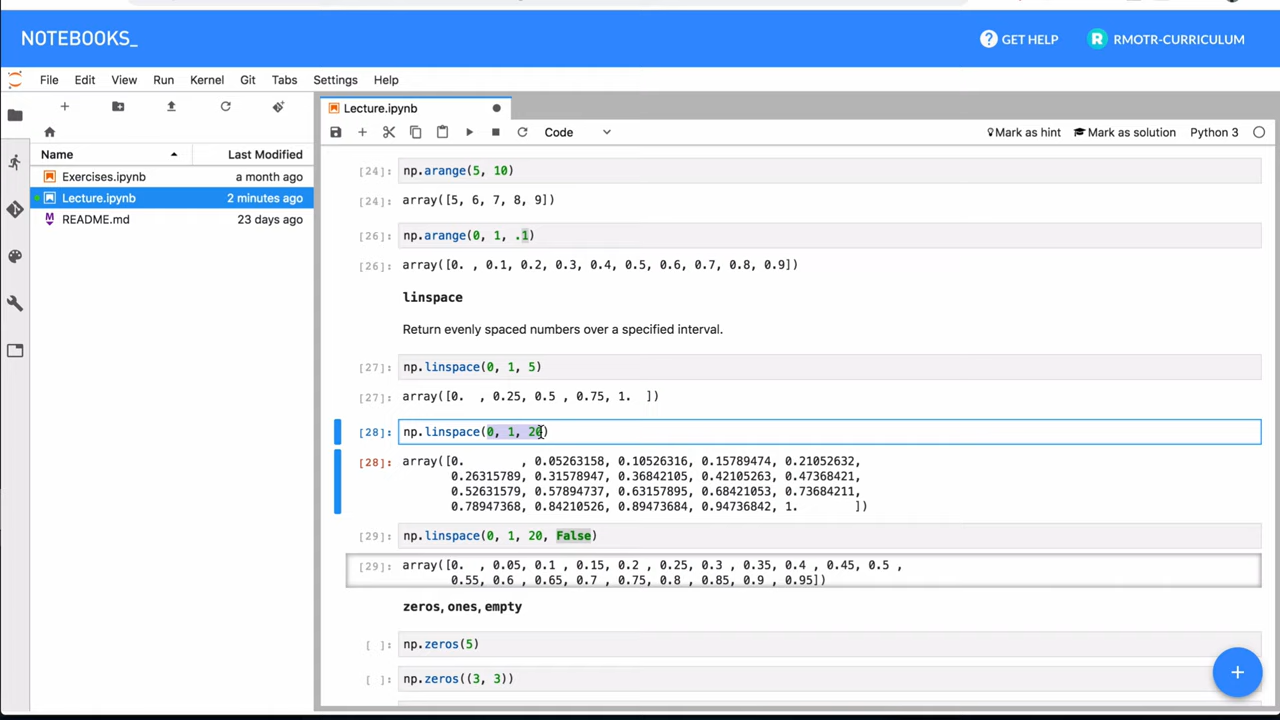 NOTEBOOKS_
GET HELP
R RMOTR-CURRICULUM
File Edit View Run Kernel Git Tabs Settings Help
Name Last Modified
Exercises.ipynb a month ago
Lecture.ipynb 2 minutes ago
README.md 23 days ago
Lecture.ipynb
Code
Mark as hint Mark as solution Python 3
[24]: np.arange(5, 10)
[24]: array([5, 6, 7, 8, 9])
[26]: np.arange(0, 1, .1)
[26]: array([0. , 0.1, 0.2, 0.3, 0.4, 0.5, 0.6, 0.7, 0.8, 0.9])
linspace
Return evenly spaced numbers over a specified interval.
[27]: np.linspace(0, 1, 5)
[27]: array([0.  , 0.25, 0.5 , 0.75, 1.  ])
[28]: np.linspace(0, 1, 20)
[28]: array([0.        , 0.05263158, 0.10526316, 0.15789474, 0.21052632,
0.26315789, 0.31578947, 0.36842105, 0.42105263, 0.47368421,
0.52631579, 0.57894737, 0.63157895, 0.68421053, 0.73684211,
0.78947368, 0.84210526, 0.89473684, 0.94736842, 1.        ])
[29]: np.linspace(0, 1, 20, False)
[29]: array([0.  , 0.05, 0.1 , 0.15, 0.2 , 0.25, 0.3 , 0.35, 0.4 , 0.45, 0.5 ,
0.55, 0.6 , 0.65, 0.7 , 0.75, 0.8 , 0.85, 0.9 , 0.95])
zeros, ones, empty
[ ]: np.zeros(5)
[ ]: np.zeros((3, 3))